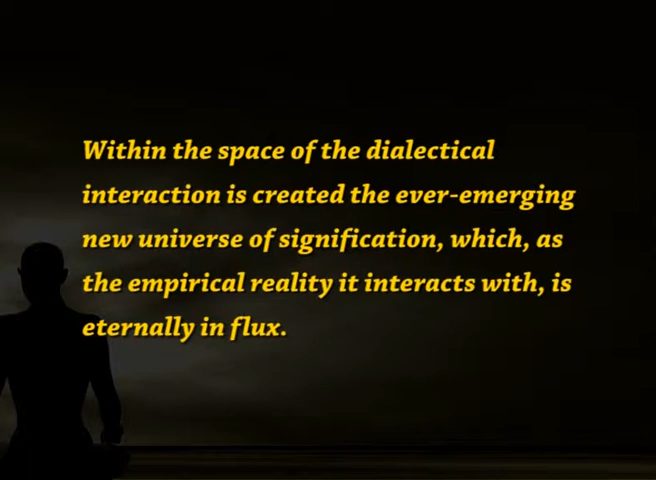 Within the space of the dialectical
interaction is created the ever-emerging
new universe of signification, which, as
the empirical reality it interacts with, is
eternally in flux.